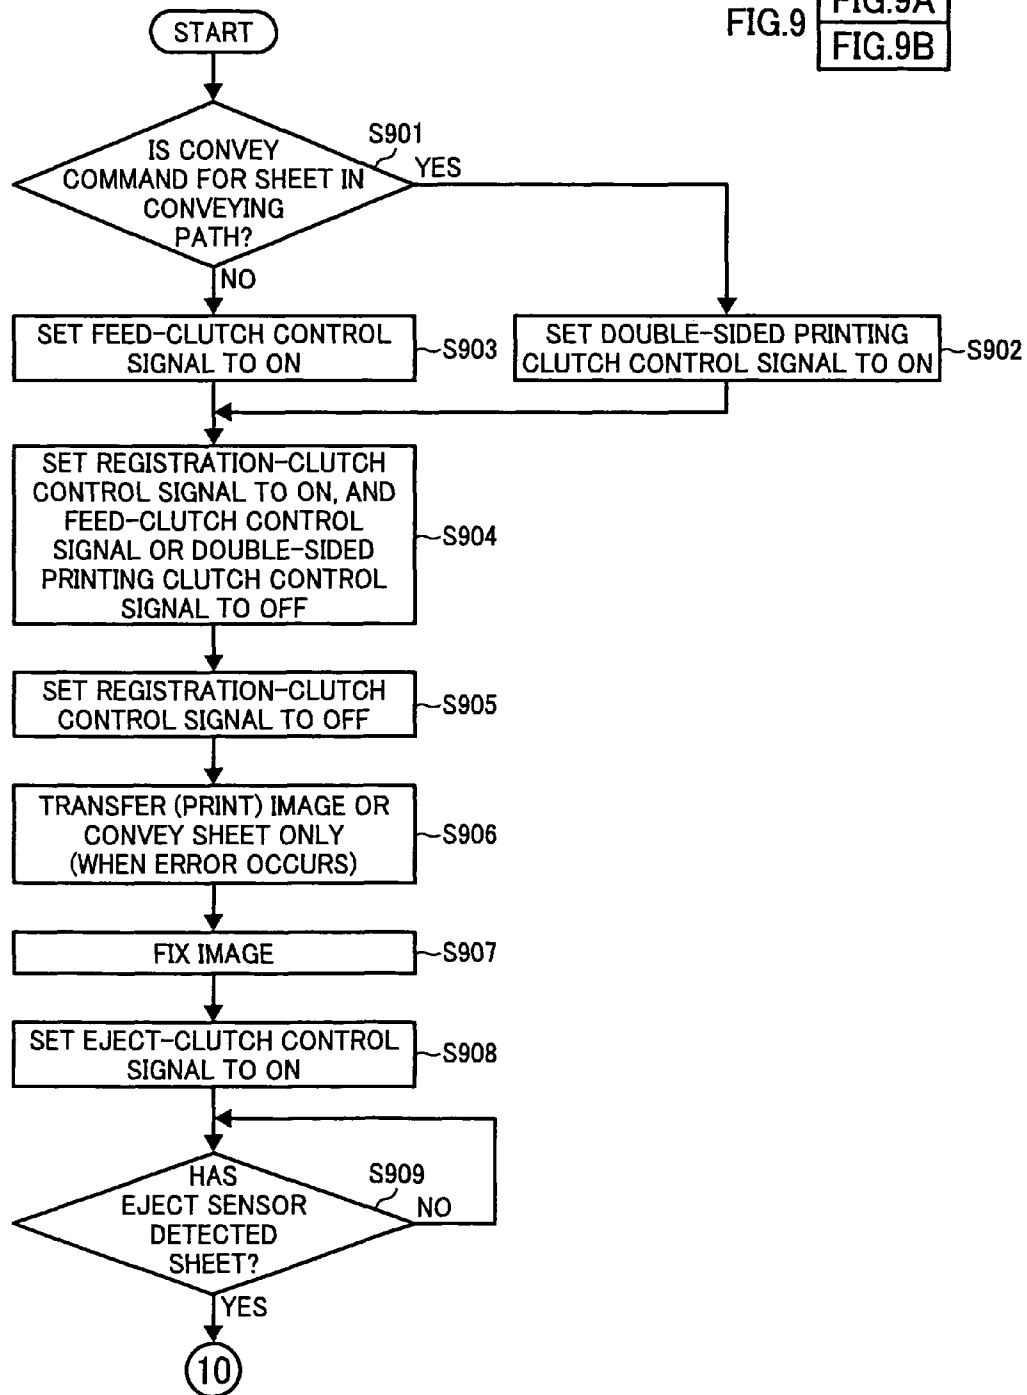 FIG.9
FIG.9A
FIG.9B
START
S901
IS CONVEY
COMMAND FOR SHEET IN
CONVEYING
PATH?
YES
NO
SET FEED-CLUTCH CONTROL
SIGNAL TO ON
S903
SET DOUBLE-SIDED PRINTING
CLUTCH CONTROL SIGNAL TO ON
S902
SET REGISTRATION-CLUTCH
CONTROL SIGNAL TO ON, AND
FEED-CLUTCH CONTROL
SIGNAL OR DOUBLE-SIDED
PRINTING CLUTCH CONTROL
SIGNAL TO OFF
S904
SET REGISTRATION-CLUTCH
CONTROL SIGNAL TO OFF
S905
TRANSFER (PRINT) IMAGE OR
CONVEY SHEET ONLY
(WHEN ERROR OCCURS)
S906
FIX IMAGE
S907
SET EJECT-CLUTCH CONTROL
SIGNAL TO ON
S908
HAS
EJECT SENSOR
DETECTED
SHEET?
S909
NO
YES
10